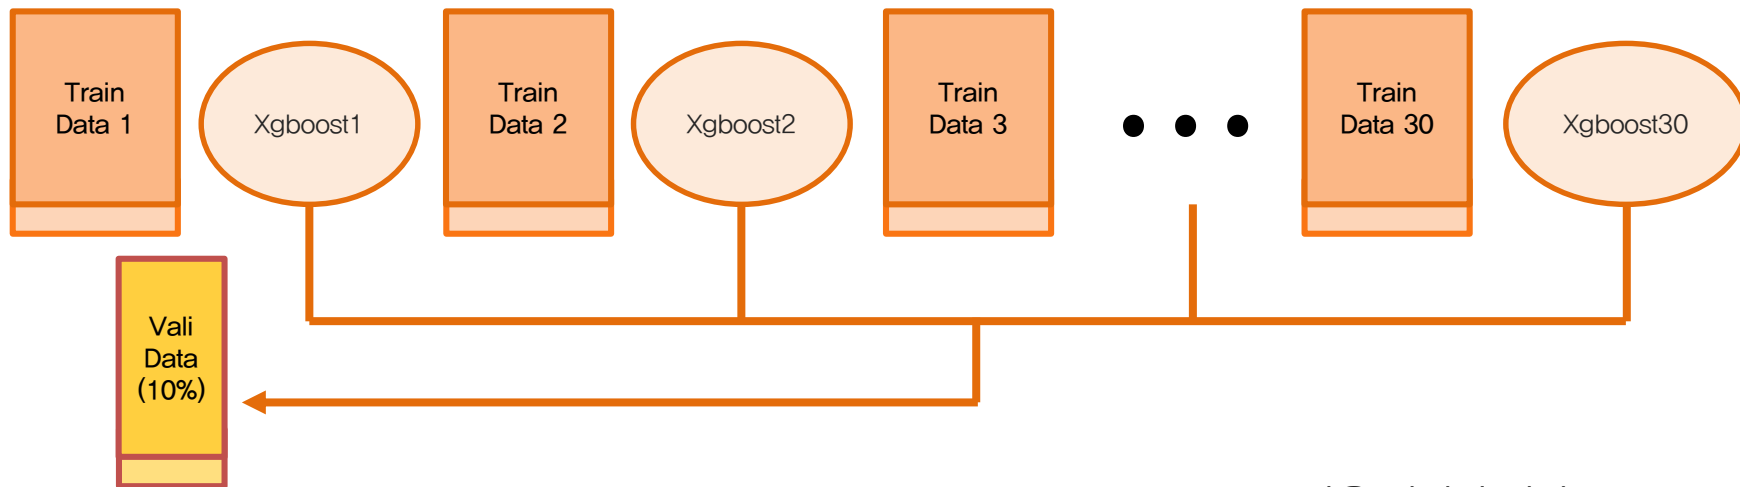 Train
Data 1
Xgboost1
Train
Data 2
Xgboost2
Train
Data 3
Train
Data 30
Xgboost30
Vali
Data
(10%)